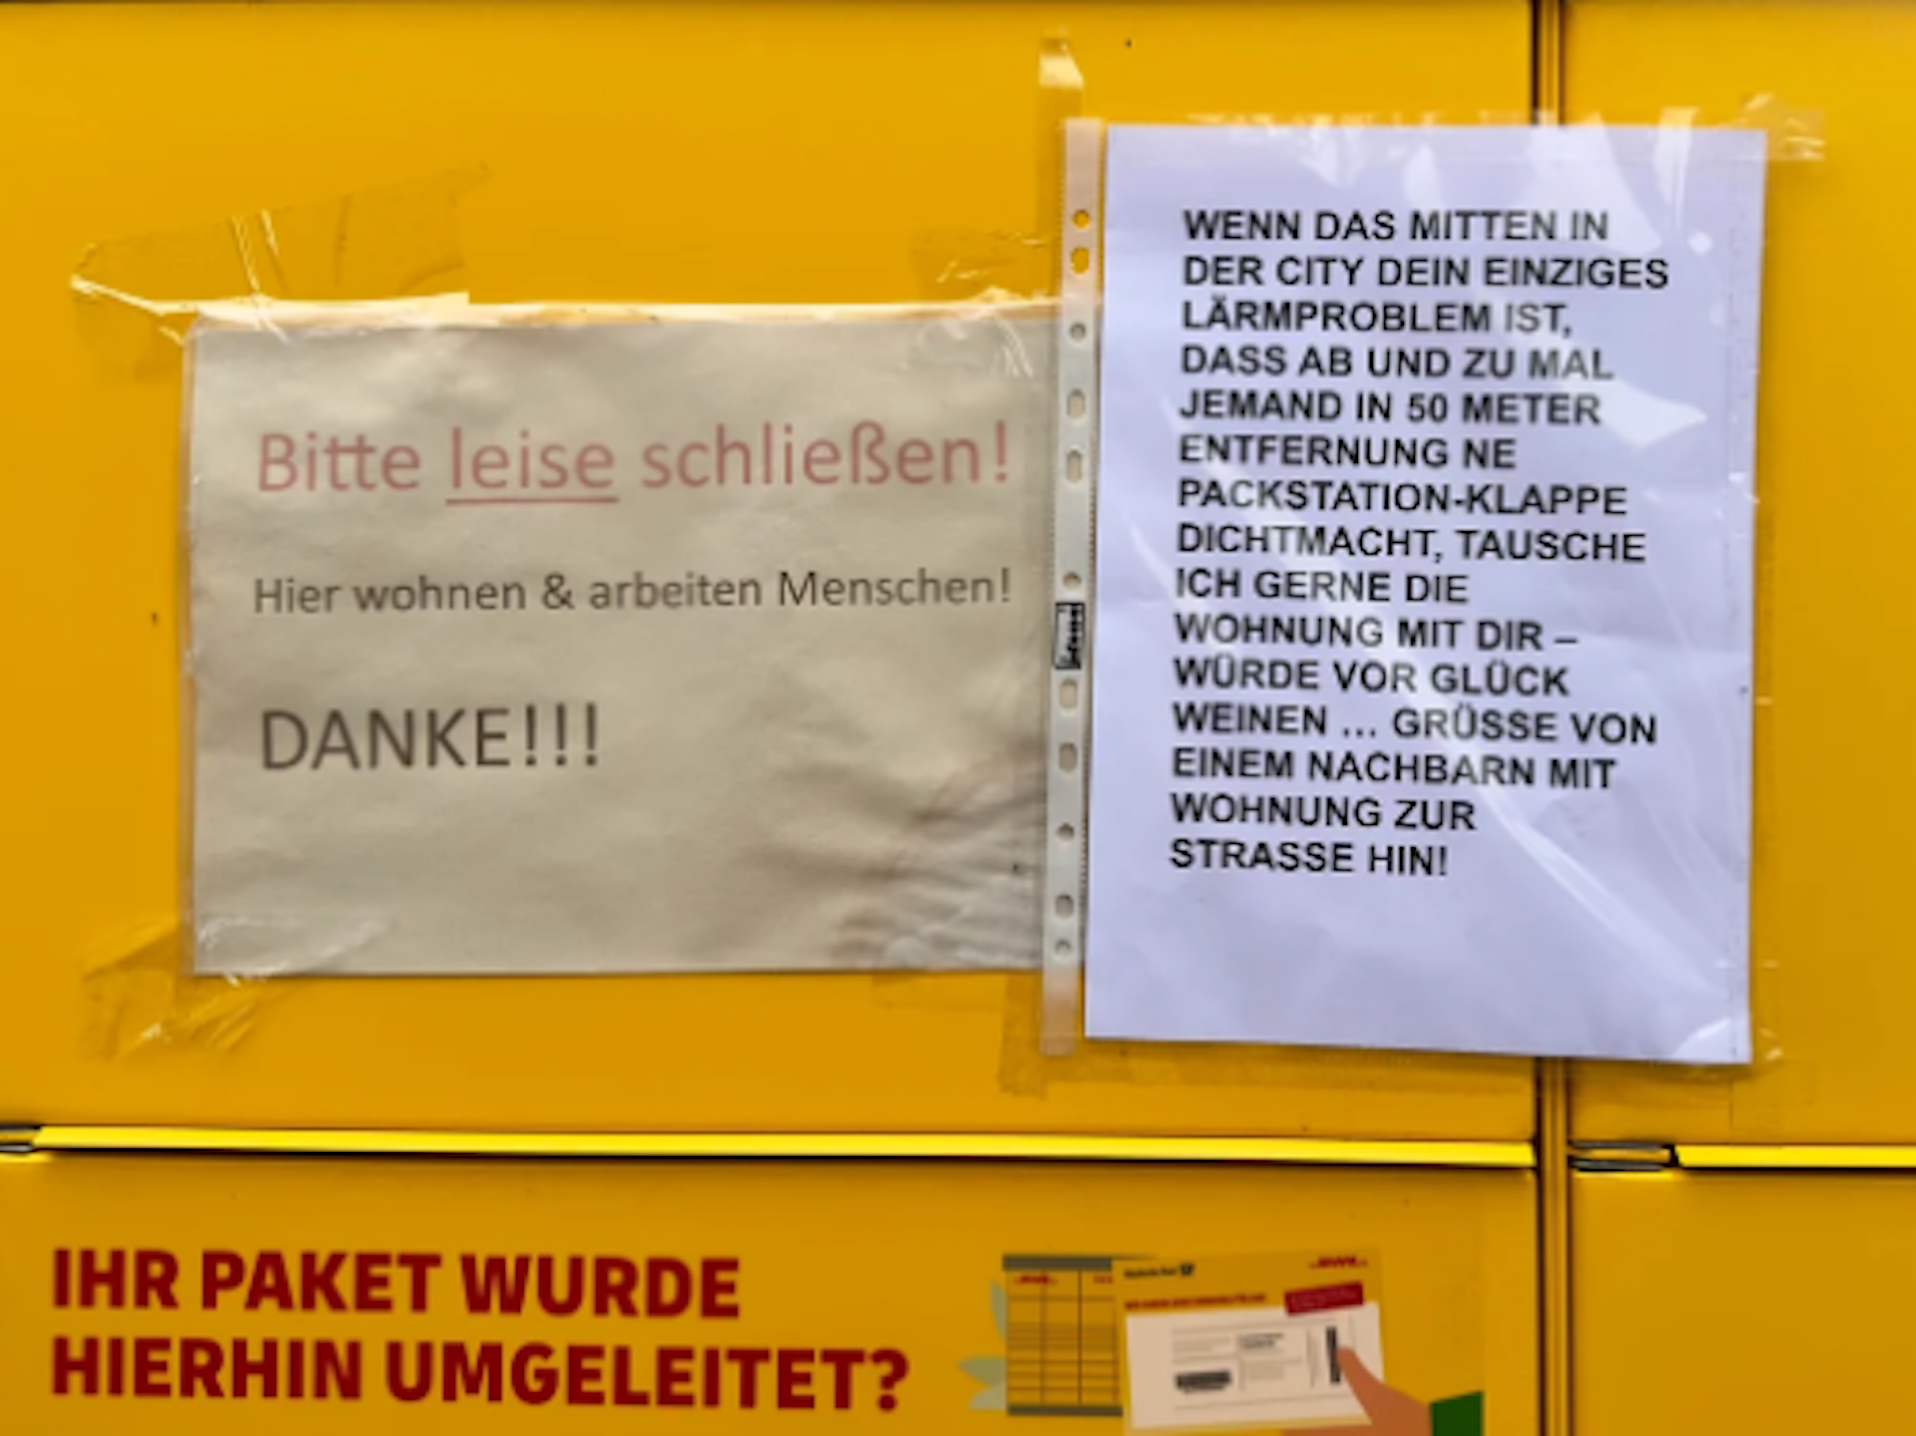 Bitte leise schließen!
Hier wohnen & arbeiten Menschen!
DANKE!!!
WENN DAS MITTEN IN
DER CITY DEIN EINZIGES
LÄRMPROBLEM IST,
DASS AB UND ZU MAL
JEMAND IN 50 METER
ENTFERNUNG NE
PACKSTATION-KLAPPE
DICHTMACHT, TAUSCHE
ICH GERNE DIE
WOHNUNG MIT DIR –
WÜRDE VOR GLÜCK
WEINEN ... GRÜSSE VON
EINEM NACHBARN MIT
WOHNUNG ZUR
STRASSE HIN!
IHR PAKET WURDE
HIERHIN UMGELEITET?